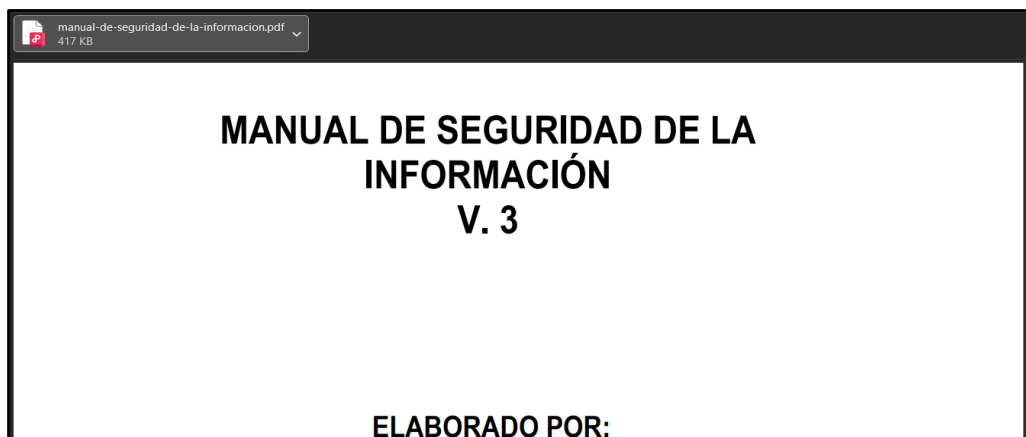 manual-de-seguridad-de-la-informacion.pdf
417 KB
MANUAL DE SEGURIDAD DE LA
INFORMACIÓN
V. 3
ELABORADO POR: